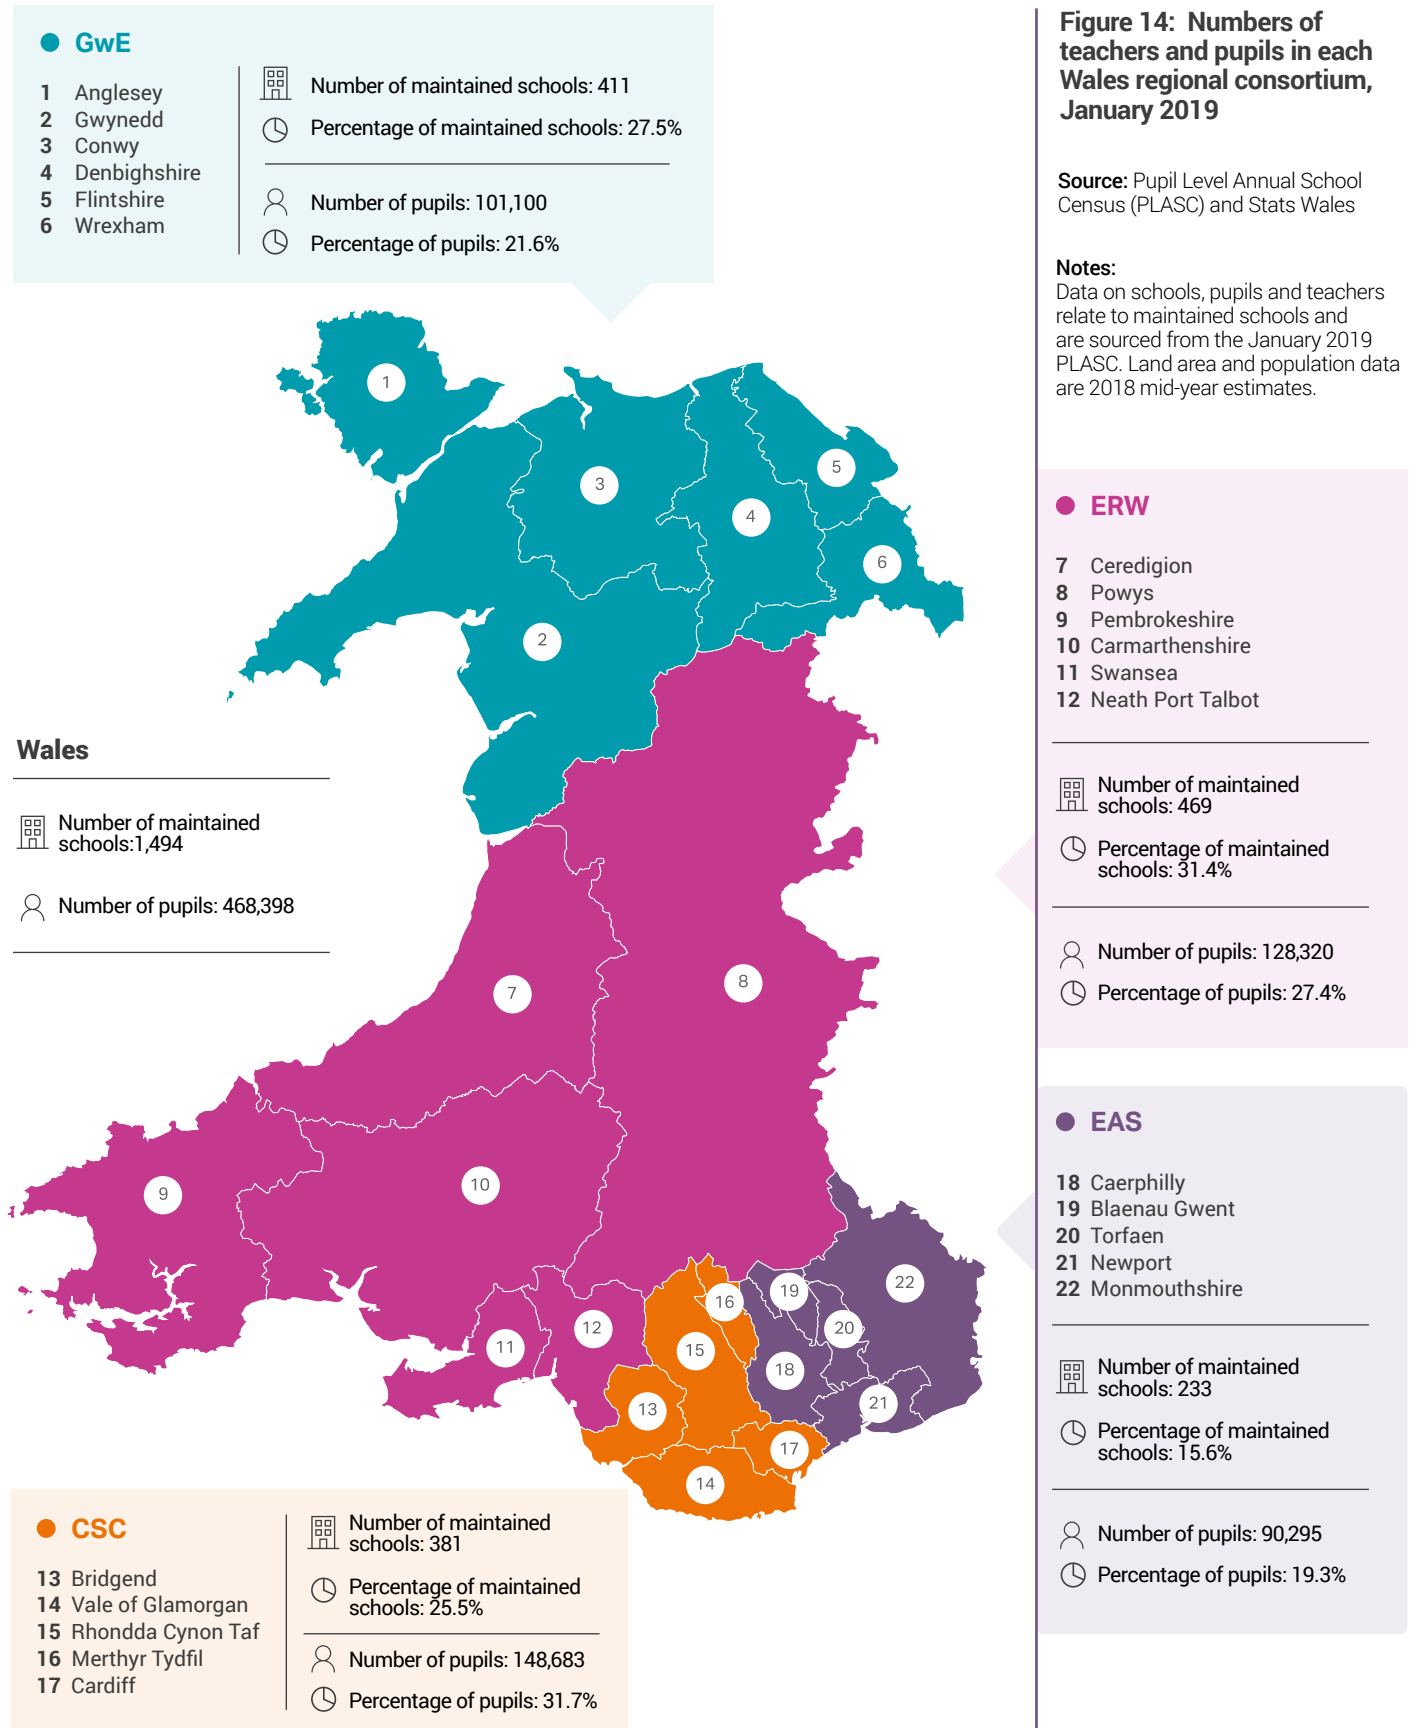 GwE
1 Anglesey
2 Gwynedd
3 Conwy
4 Denbighshire
5 Flintshire
6 Wrexham
Number of maintained schools: 411
Percentage of maintained schools: 27.5%
Number of pupils: 101,100
Percentage of pupils: 21.6%
Figure 14: Numbers of
teachers and pupils in each
Wales regional consortium,
January 2019
Source: Pupil Level Annual School
Census (PLASC) and Stats Wales
Notes:
Data on schools, pupils and teachers
relate to maintained schools and
are sourced from the January 2019
PLASC. Land area and population data
are 2018 mid-year estimates.
1
2
3
4
5
6
Wales
Number of maintained
schools:1,494
Number of pupils: 468,398
7
8
9
10
11
12
13
14
15
16
17
18
19
20
21
22
ERW
7 Ceredigion
8 Powys
9 Pembrokeshire
10 Carmarthenshire
11 Swansea
12 Neath Port Talbot
Number of maintained
schools: 469
Percentage of maintained
schools: 31.4%
Number of pupils: 128,320
Percentage of pupils: 27.4%
EAS
18 Caerphilly
19 Blaenau Gwent
20 Torfaen
21 Newport
22 Monmouthshire
Number of maintained
schools: 233
Percentage of maintained
schools: 15.6%
Number of pupils: 90,295
Percentage of pupils: 19.3%
CSC
13 Bridgend
14 Vale of Glamorgan
15 Rhondda Cynon Taf
16 Merthyr Tydfil
17 Cardiff
Number of maintained
schools: 381
Percentage of maintained
schools: 25.5%
Number of pupils: 148,683
Percentage of pupils: 31.7%